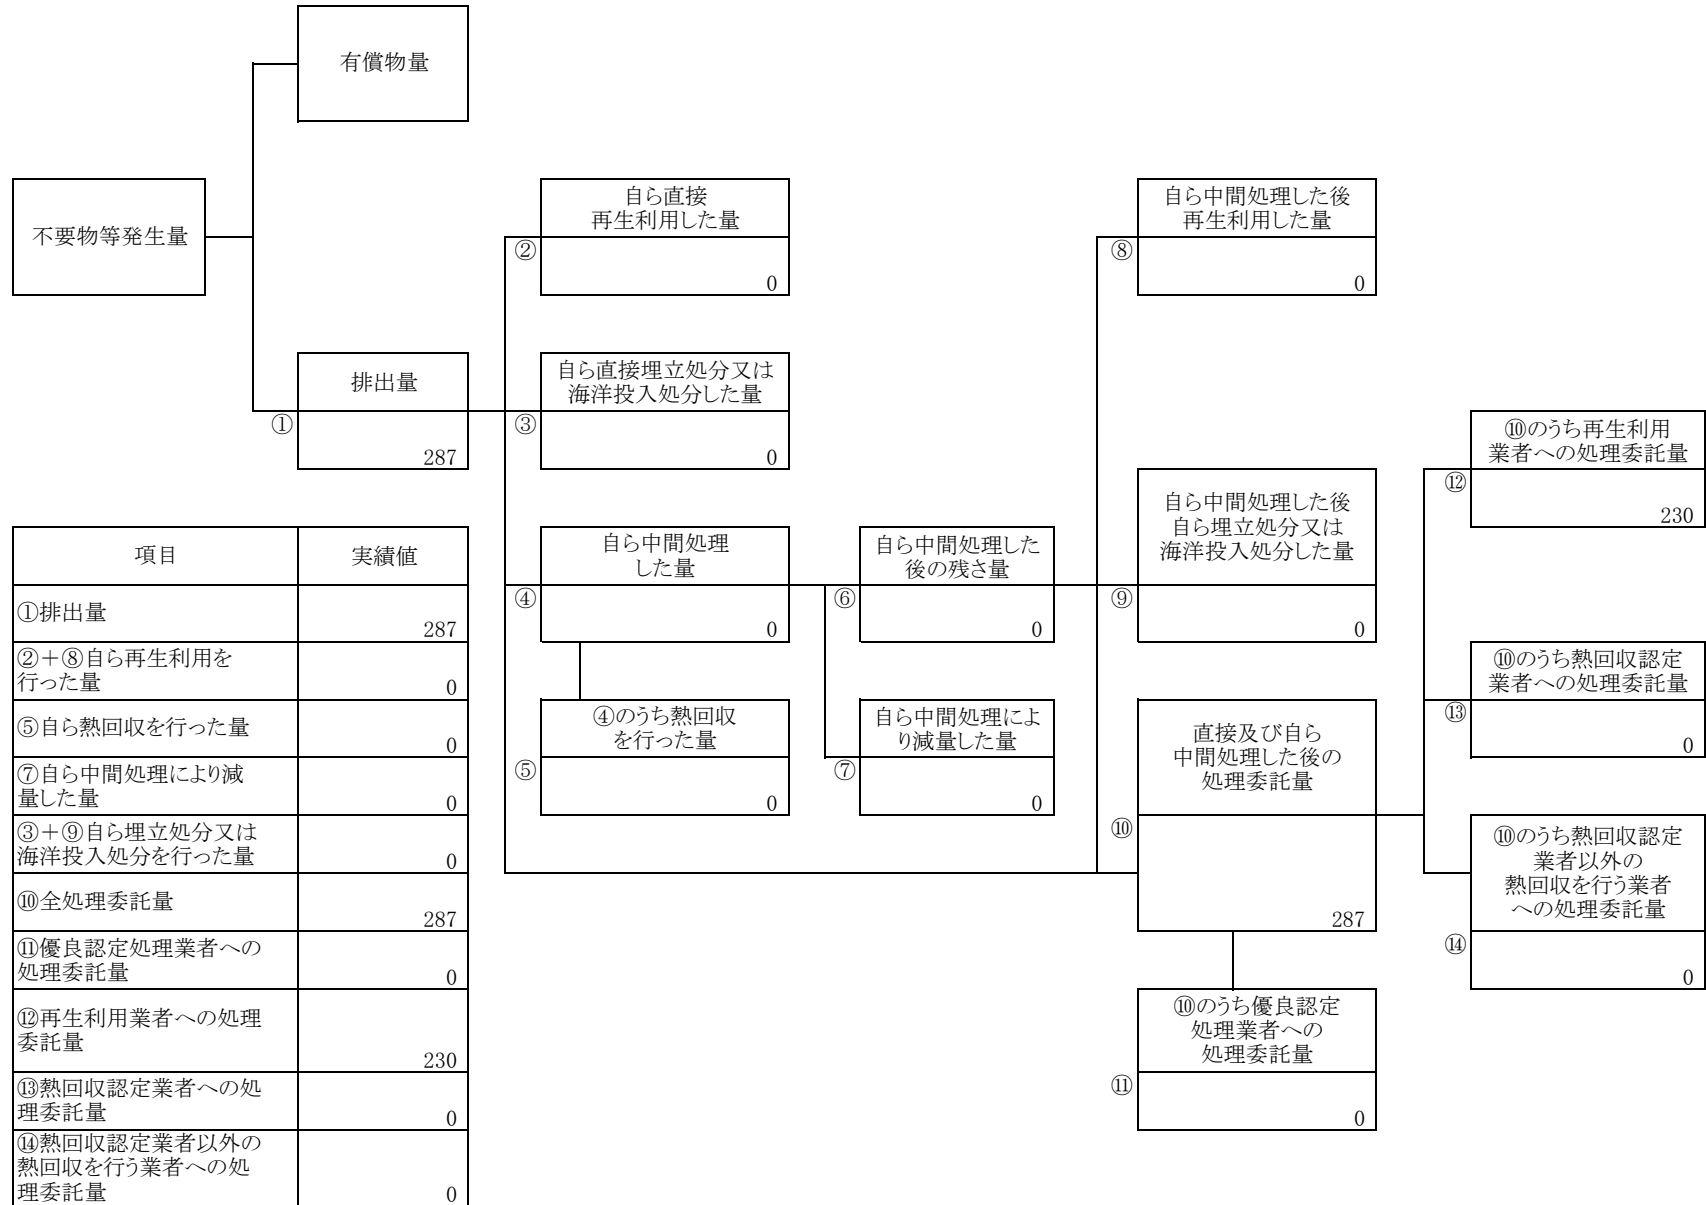 有償物量
不要物等発生量
自ら直接
再生利用した量
②
0
自ら中間処理した後
再生利用した量
⑧
0
排出量
①
287
自ら直接埋立処分又は
海洋投入処分した量
③
0
⑩のうち再生利用
業者への処理委託量
⑫
230
自ら中間処理
した量
④
0
自ら中間処理した
後の残さ量
⑥
0
自ら中間処理した後
自ら埋立処分又は
海洋投入処分した量
⑨
0
⑩のうち熱回収認定
業者への処理委託量
⑬
0
④のうち熱回収
を行った量
⑤
0
自ら中間処理によ
り減量した量
⑦
0
直接及び自ら
中間処理した後の
処理委託量
⑩
287
⑩のうち熱回収認定
業者以外の
熱回収を行う業者
への処理委託量
⑭
0
⑩のうち優良認定
処理業者への
処理委託量
⑪
0
項目 実績値
①排出量
287
②+⑧自ら再生利用を
行った量
0
⑤自ら熱回収を行った量
0
⑦自ら中間処理により減
量した量
0
③+⑨自ら埋立処分又は
海洋投入処分を行った量
0
⑩全処理委託量
287
⑪優良認定処理業者への
処理委託量
0
⑫再生利用業者への処理
委託量
230
⑬熱回収認定業者への処
理委託量
0
⑭熱回収認定業者以外の
熱回収を行う業者への処
理委託量
0